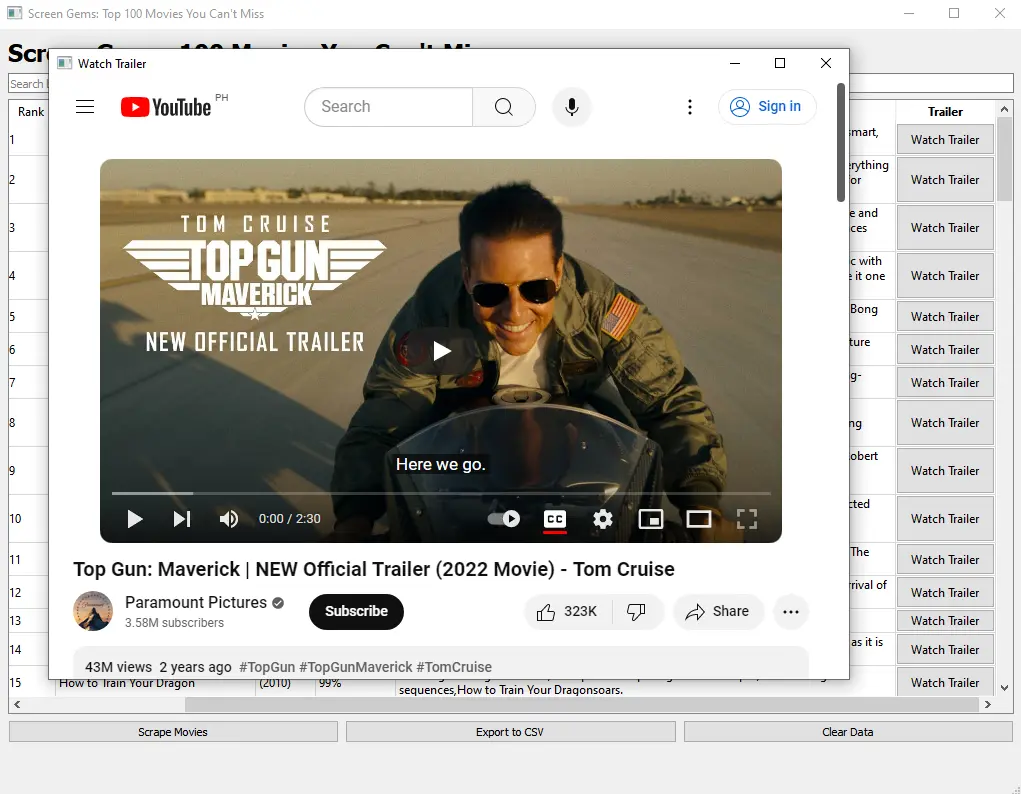 Screen Gems: Top 100 Movies You Can't Miss
Watch Trailer
Search
Rank
Trailer
YouTube PH
Search
Sign in
TOM CRUISE
TOP GUN
MAVERICK
NEW OFFICIAL TRAILER
Here we go.
0:00 / 2:30
CC
Top Gun: Maverick | NEW Official Trailer (2022 Movie) - Tom Cruise
Paramount Pictures
3.58M subscribers
Subscribe
323K
Share
43M views 2 years ago #TopGun #TopGunMaverick #TomCruise
1
smart,
Watch Trailer
2
erything
or
Watch Trailer
3
e and
ces
Watch Trailer
4
ic with
e it one
Watch Trailer
5
Bong
Watch Trailer
6
ture
Watch Trailer
7
g-
Watch Trailer
8
ng
Watch Trailer
9
obert
Watch Trailer
10
cted
Watch Trailer
11
The
Watch Trailer
12
rrival of
Watch Trailer
13
Watch Trailer
14
as it is
Watch Trailer
15
How to Train Your Dragon
(2010)
99%
sequences,How to Train Your Dragonsoars.
Watch Trailer
Scrape Movies
Export to CSV
Clear Data